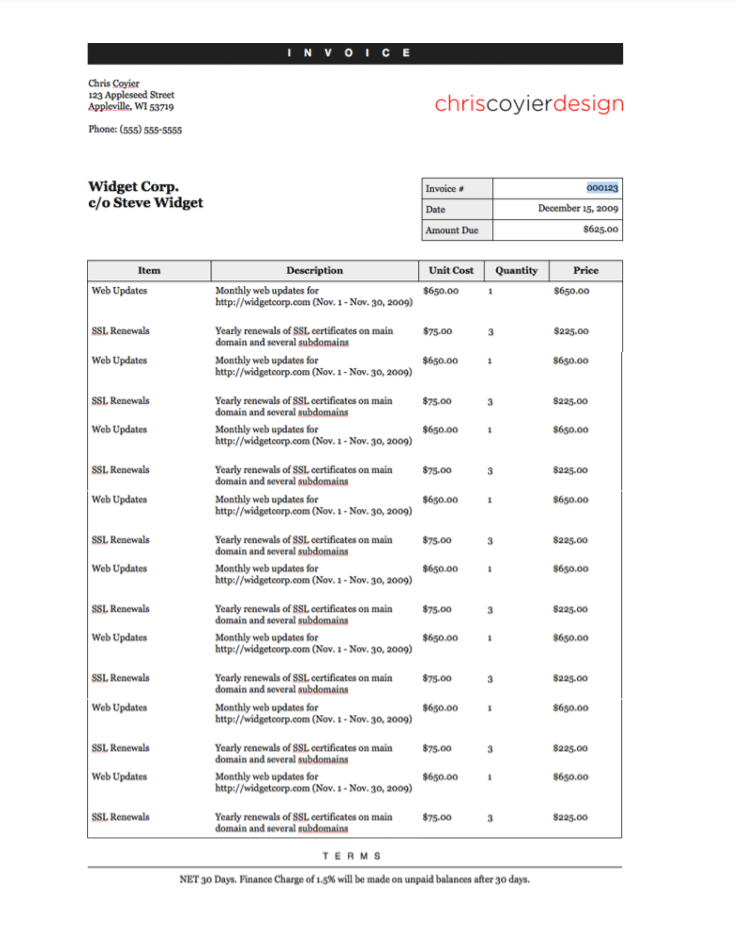 INVOICE
Chris Coyier
123 Appleseed Street
Appleville, WI 53719
Phone: (555) 555-5555
chriscoyierdesign
Widget Corp.
c/o Steve Widget
Invoice # 000123
Date December 15, 2009
Amount Due $625.00
Item Description Unit Cost Quantity Price
Web Updates Monthly web updates for $650.00 1 $650.00
http://widgetcorp.com (Nov. 1 - Nov. 30, 2009)
SSL Renewals Yearly renewals of SSL certificates on main $75.00 3 $225.00
domain and several subdomains
Web Updates Monthly web updates for $650.00 1 $650.00
http://widgetcorp.com (Nov. 1 - Nov. 30, 2009)
SSL Renewals Yearly renewals of SSL certificates on main $75.00 3 $225.00
domain and several subdomains
Web Updates Monthly web updates for $650.00 1 $650.00
http://widgetcorp.com (Nov. 1 - Nov. 30, 2009)
SSL Renewals Yearly renewals of SSL certificates on main $75.00 3 $225.00
domain and several subdomains
Web Updates Monthly web updates for $650.00 1 $650.00
http://widgetcorp.com (Nov. 1 - Nov. 30, 2009)
SSL Renewals Yearly renewals of SSL certificates on main $75.00 3 $225.00
domain and several subdomains
Web Updates Monthly web updates for $650.00 1 $650.00
http://widgetcorp.com (Nov. 1 - Nov. 30, 2009)
SSL Renewals Yearly renewals of SSL certificates on main $75.00 3 $225.00
domain and several subdomains
Web Updates Monthly web updates for $650.00 1 $650.00
http://widgetcorp.com (Nov. 1 - Nov. 30, 2009)
SSL Renewals Yearly renewals of SSL certificates on main $75.00 3 $225.00
domain and several subdomains
Web Updates Monthly web updates for $650.00 1 $650.00
http://widgetcorp.com (Nov. 1 - Nov. 30, 2009)
SSL Renewals Yearly renewals of SSL certificates on main $75.00 3 $225.00
domain and several subdomains
Web Updates Monthly web updates for $650.00 1 $650.00
http://widgetcorp.com (Nov. 1 - Nov. 30, 2009)
SSL Renewals Yearly renewals of SSL certificates on main $75.00 3 $225.00
domain and several subdomains
TERMS
NET 30 Days. Finance Charge of 1.5% will be made on unpaid balances after 30 days.